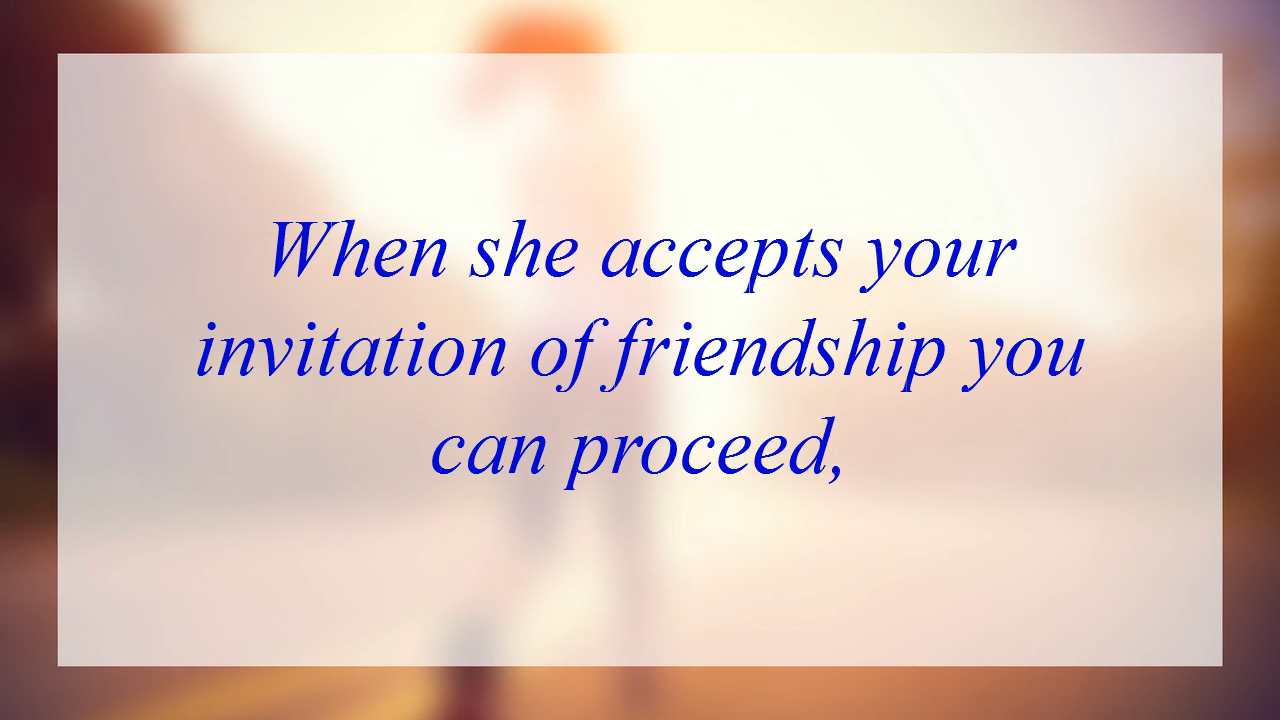 When she accepts your
invitation of friendship you
can proceed,